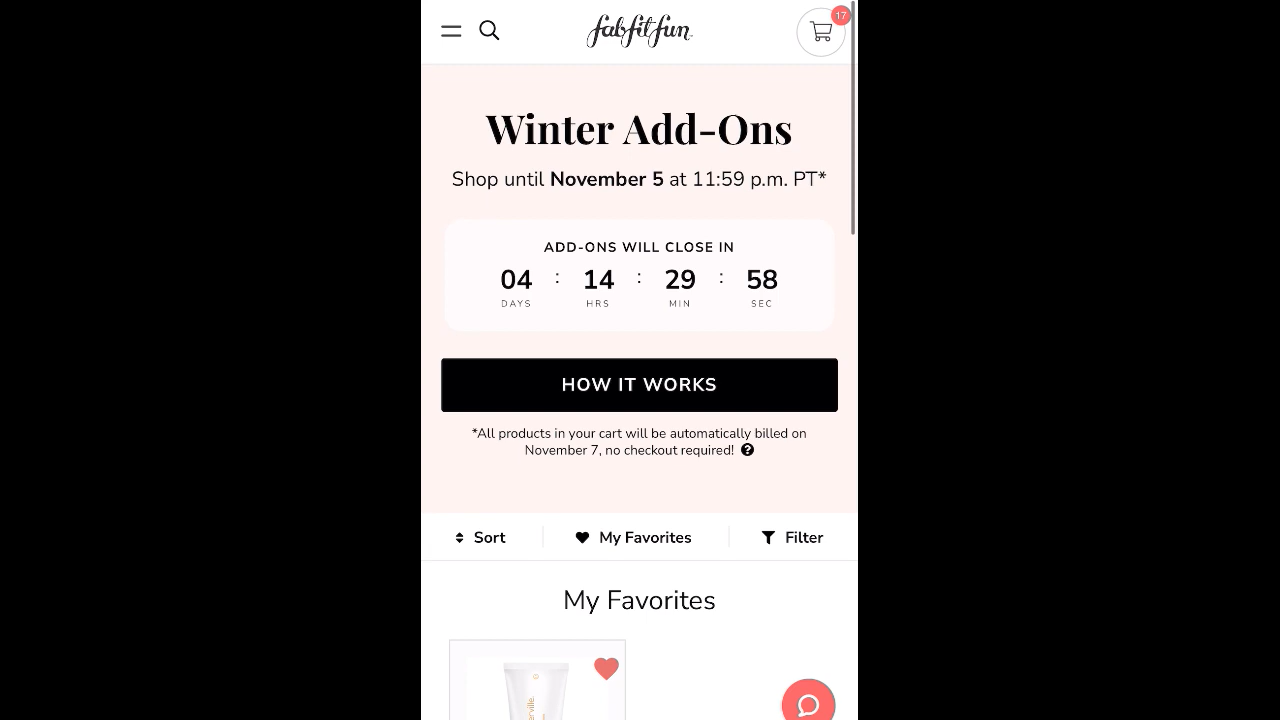 fabfitfun
17
Winter Add-Ons
Shop until November 5 at 11:59 p.m. PT*
ADD-ONS WILL CLOSE IN
04 : 14 : 29 : 58
DAYS HRS MIN SEC
HOW IT WORKS
*All products in your cart will be automatically billed on
November 7, no checkout required! ?
Sort My Favorites Filter
My Favorites